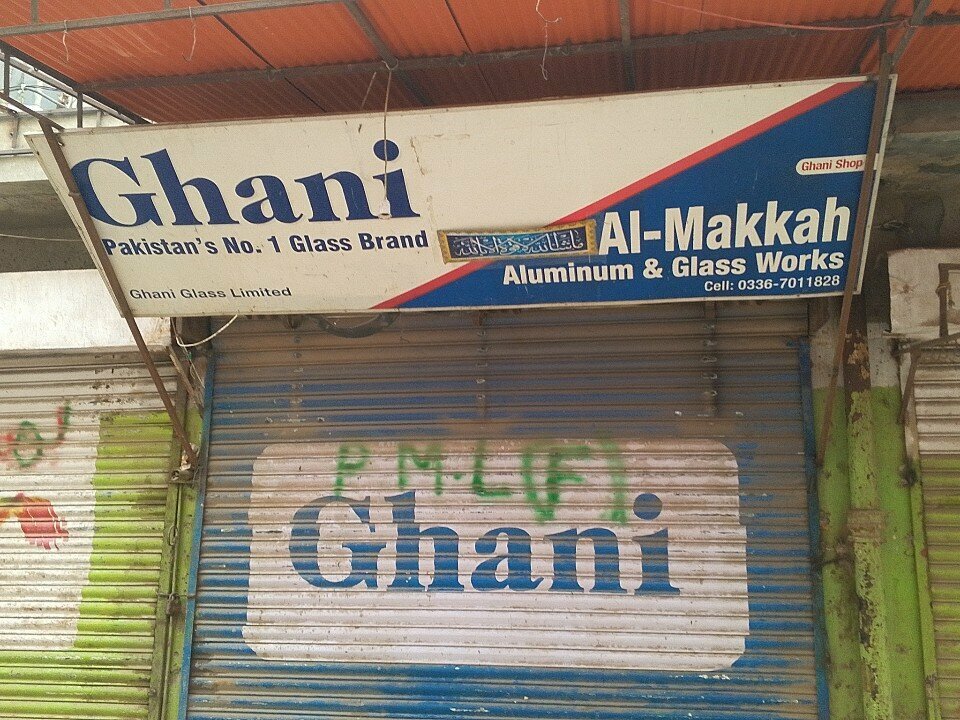 Ghani
Pakistan's No. 1 Glass Brand
Ghani Glass Limited
Ghani Shop
Al-Makkah
Aluminum & Glass Works
Cell: 0336-7011828
P M.L (F)
Ghani